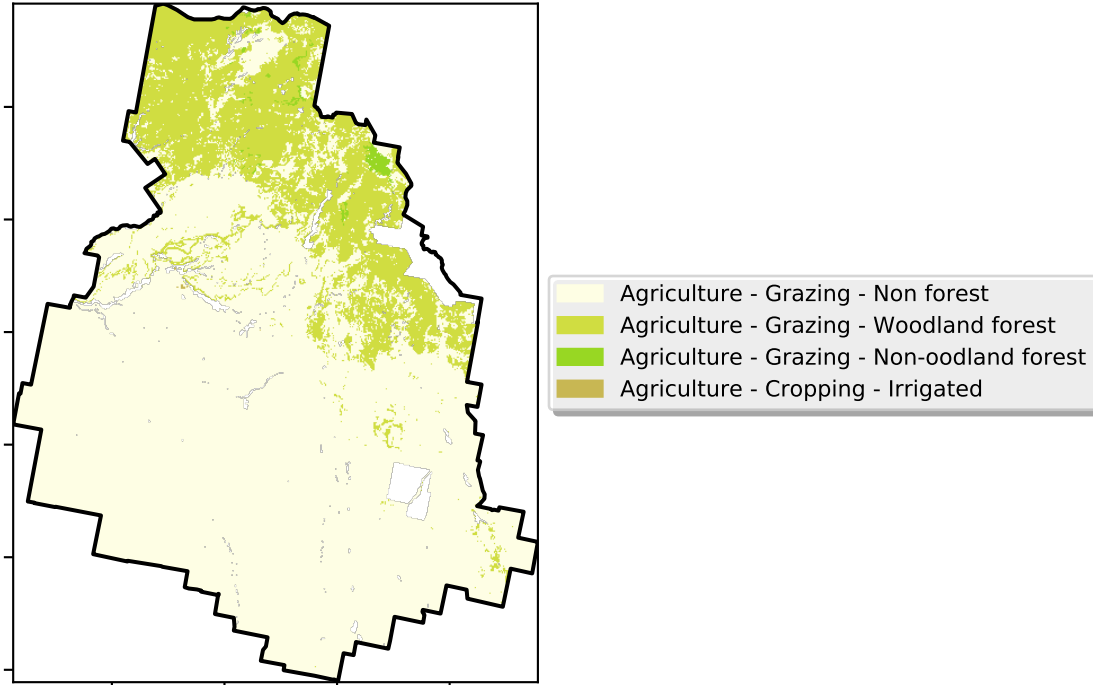 Agriculture - Grazing - Non forest
Agriculture - Grazing - Woodland forest
Agriculture - Grazing - Non-oodland forest
Agriculture - Cropping - Irrigated